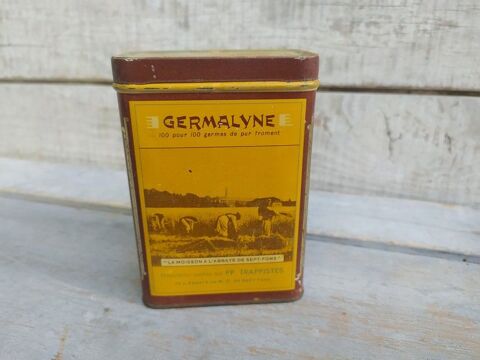 GERMALYNE
100 pour 100 germes de pur froment
"LA MOISSON A L'ABBAYE DE SEPT-FONS"
PP. TRAPPISTES